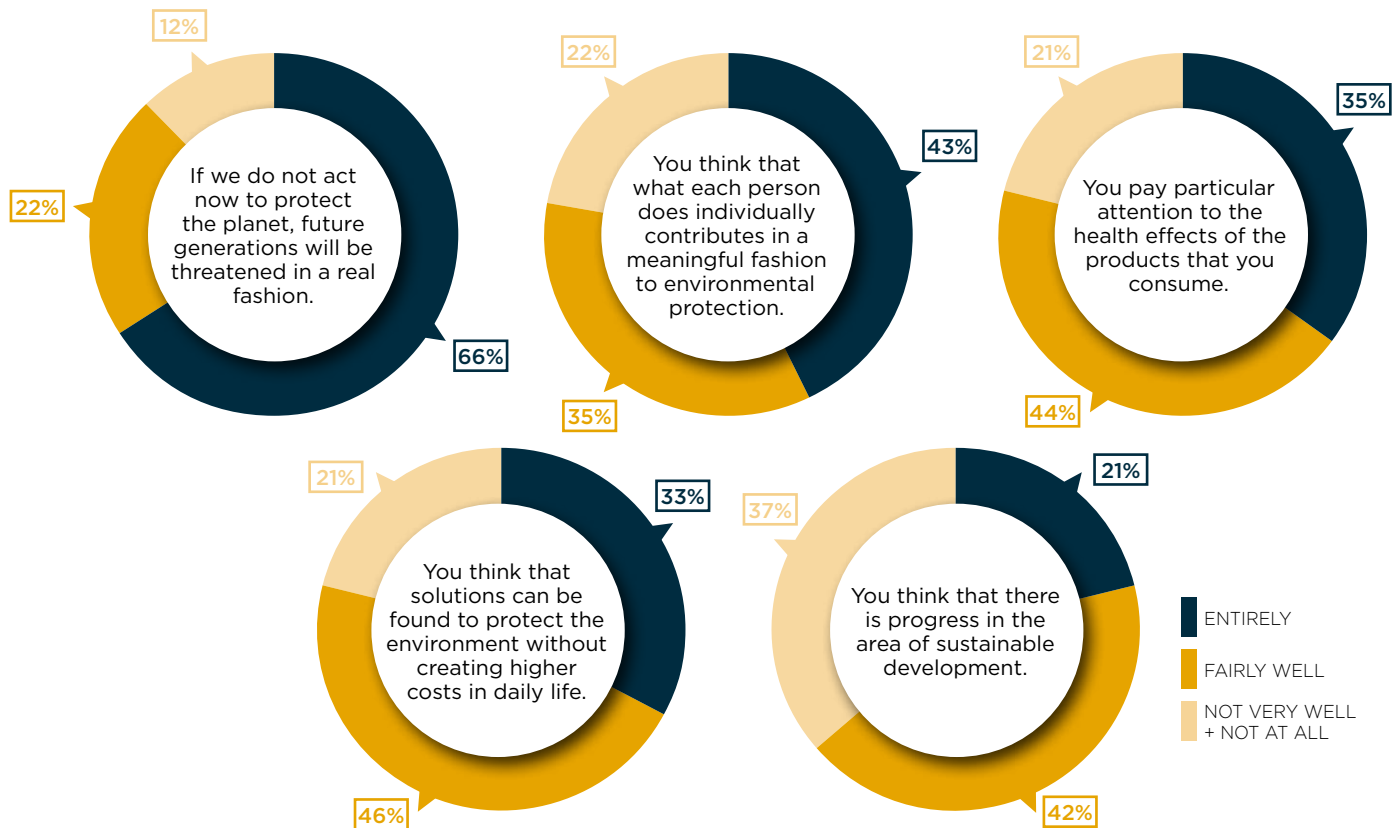 12%
22%
66%
If we do not act
now to protect
the planet, future
generations will be
threatened in a real
fashion.
22%
43%
35%
You think that
what each person
does individually
contributes in a
meaningful fashion
to environmental
protection.
21%
35%
44%
You pay particular
attention to the
health effects of the
products that you
consume.
21%
33%
46%
You think that
solutions can be
found to protect the
environment without
creating higher
costs in daily life.
37%
21%
42%
You think that there
is progress in the
area of sustainable
development.
ENTIRELY
FAIRLY WELL
NOT VERY WELL
+ NOT AT ALL